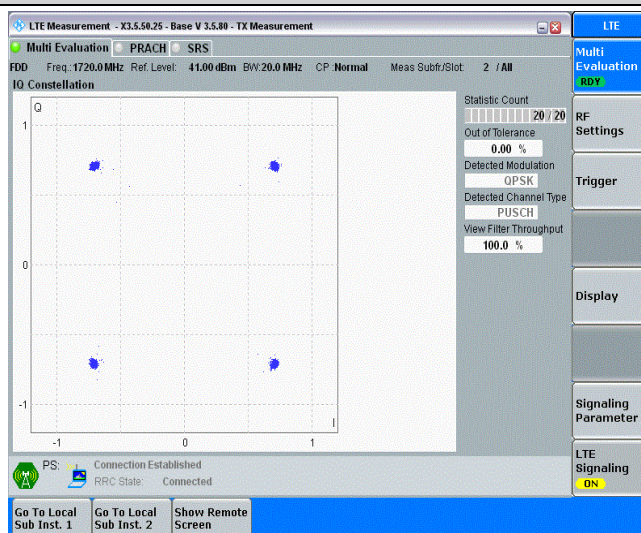 LTE Measurement - X3.5.50.25 - Base V 3.5.80 - TX Measurement
LTE
Multi Evaluation PRACH SRS
FDD Freq.:1720.0 MHz Ref. Level: 41.00 dBm BW:20.0 MHz CP :Normal Meas Subfr./Slot: 2 / All
IQ Constellation
Q
1
0
-1
-1 0 1
I
Statistic Count
20 / 20
Out of Tolerance
0.00 %
Detected Modulation
QPSK
Detected Channel Type
PUSCH
View Filter Throughput
100.0 %
Multi
Evaluation
RDY
RF
Settings
Trigger
Display
Signaling
Parameter
LTE
Signaling
ON
PS: Connection Established
RRC State: Connected
Go To Local
Sub Inst. 1
Go To Local
Sub Inst. 2
Show Remote
Screen